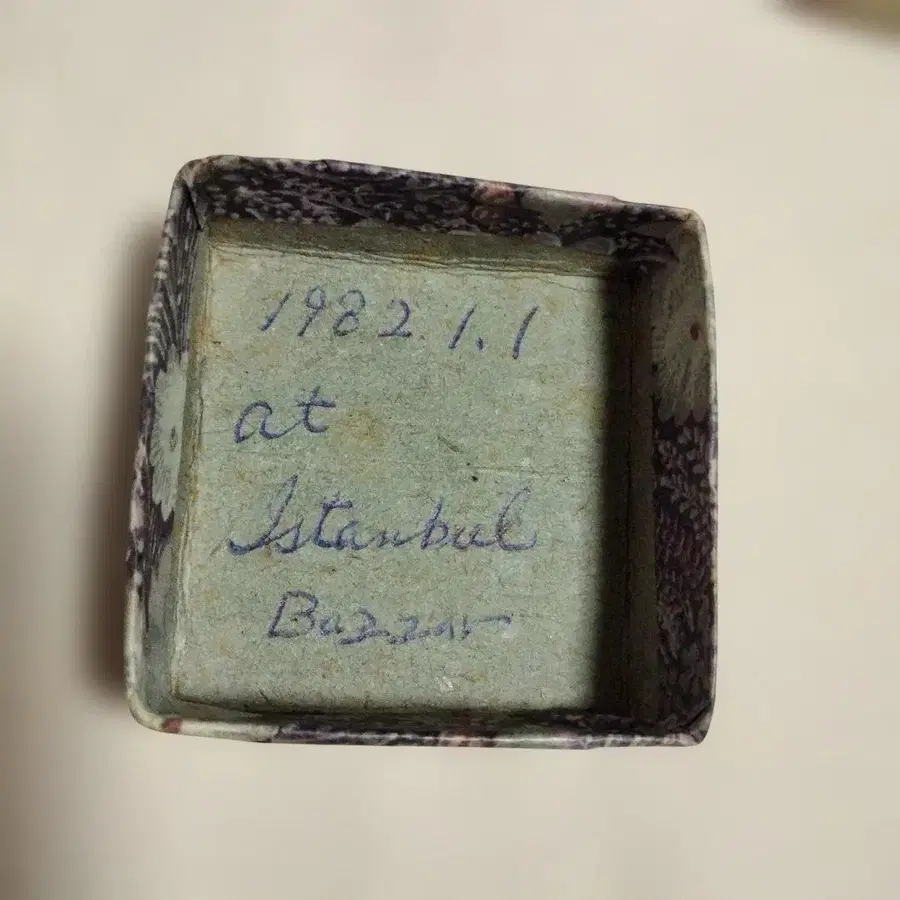 1982.1.1
at
Istanbul
Bazzar